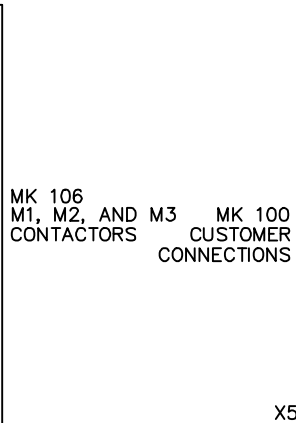 MK 106
M1, M2, AND M3 MK 100
CONTACTORS CUSTOMER
CONNECTIONS
X5